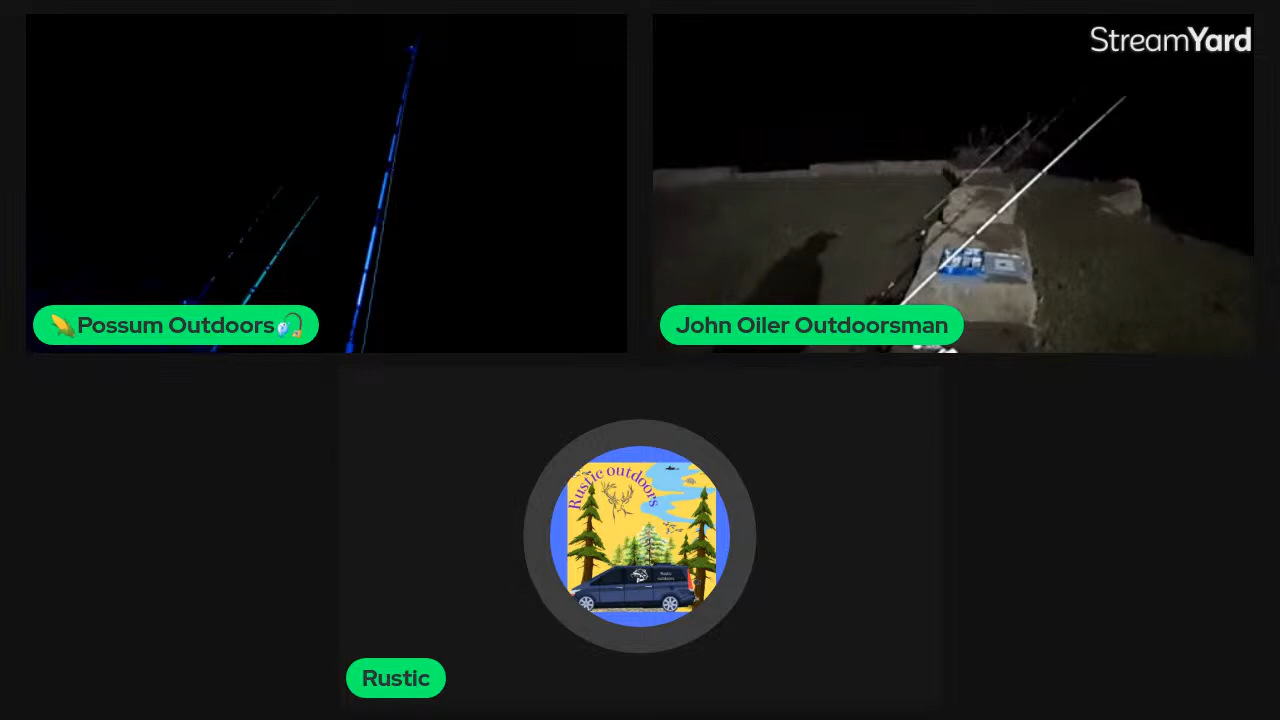 StreamYard
🌽Possum Outdoors🎣
John Oiler Outdoorsman
Rustic outdoors
Rustic